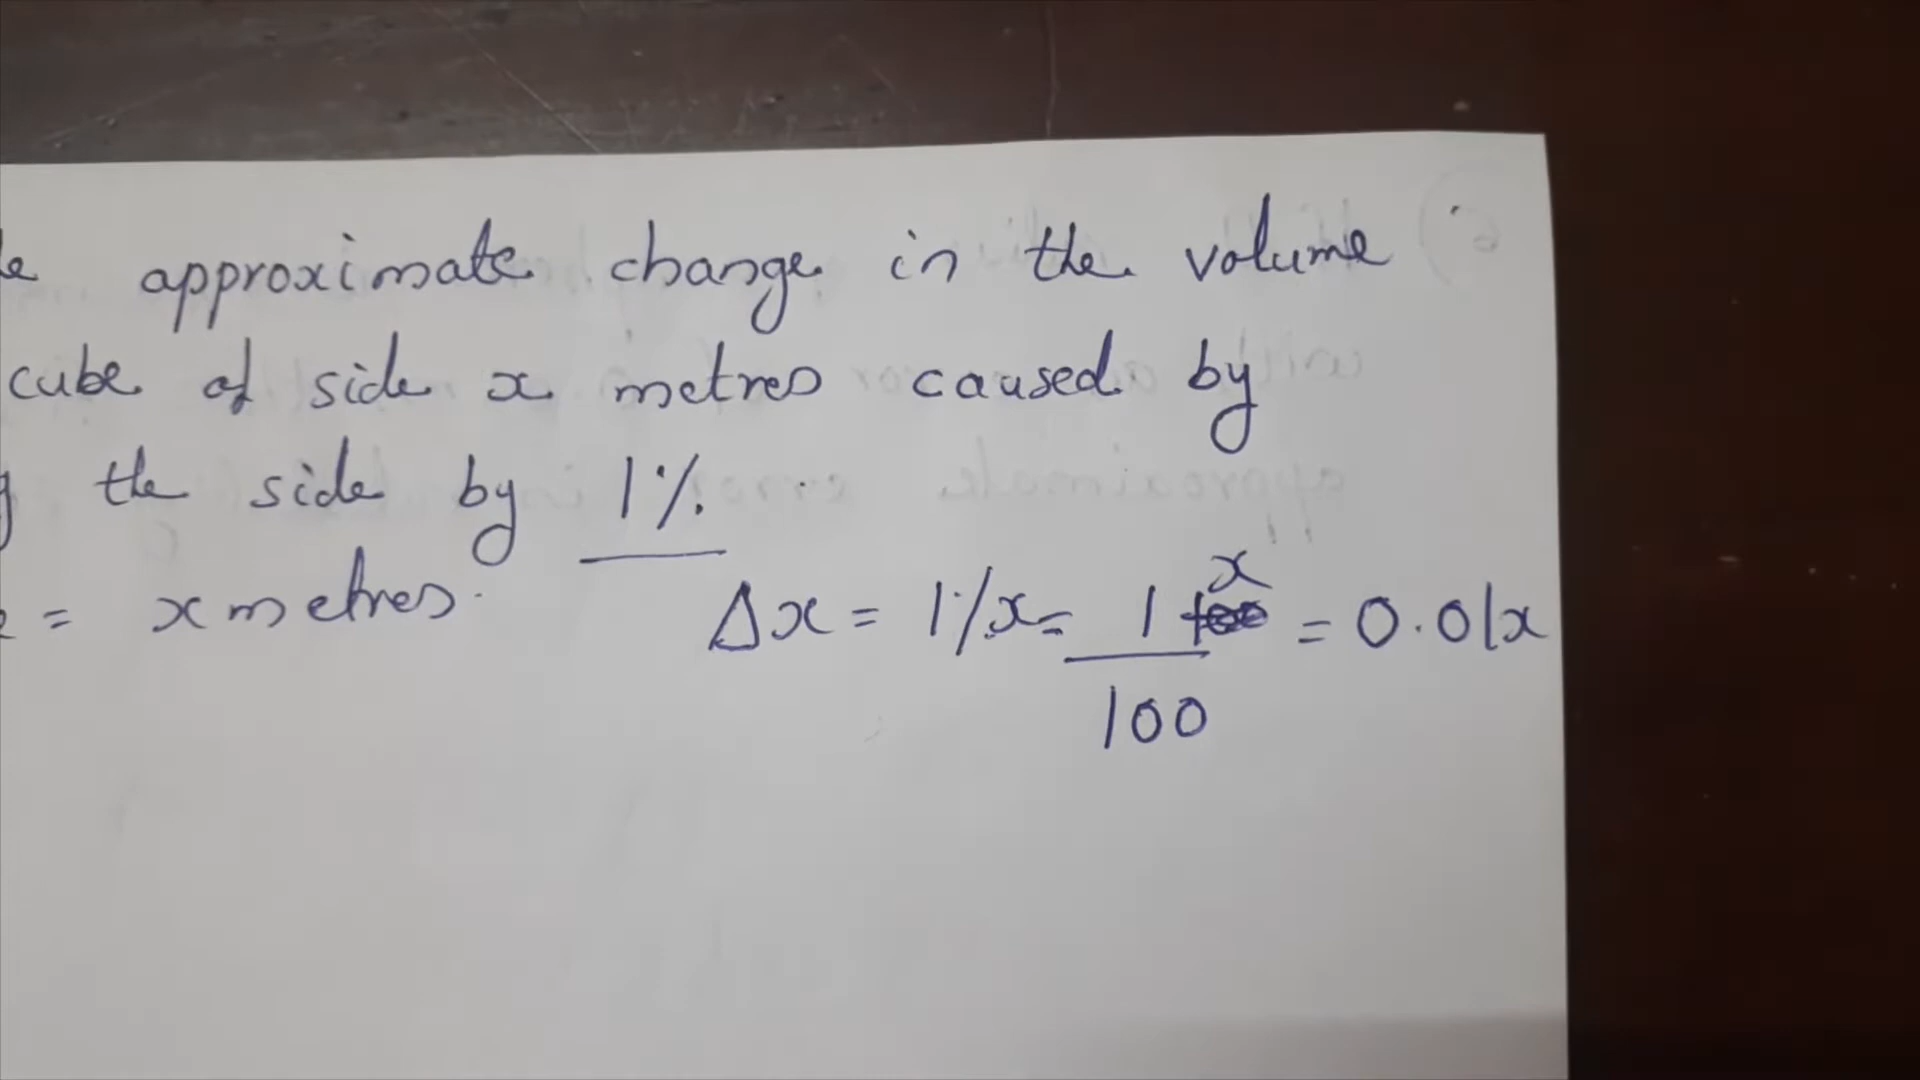 approximate change in the volume
cube of side x metres caused by
the side by 1%
= x metres. Δx = 1% x = 1 x / 100 = 0.01x